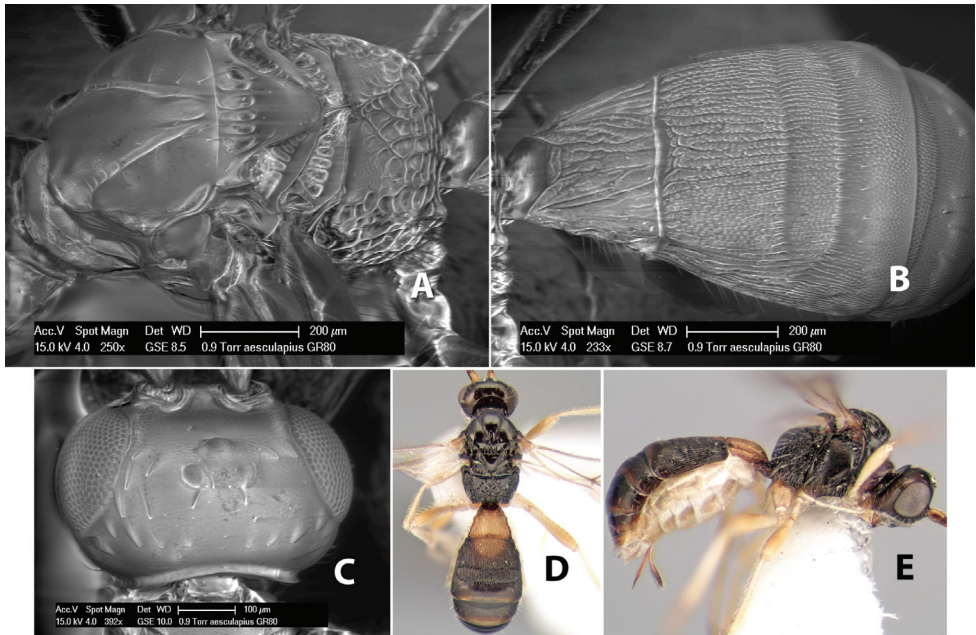 A
Acc.V Spot Magn Det WD 200 µm
15.0 kV 4.0 250x GSE 8.5 0.9 Torr aesculapius GR80
B
Acc.V Spot Magn Det WD 200 µm
15.0 kV 4.0 233x GSE 8.7 0.9 Torr aesculapius GR80
C
Acc.V Spot Magn Det WD 100 µm
15.0 kV 4.0 392x GSE 10.0 0.9 Torr aesculapius GR80
D
E